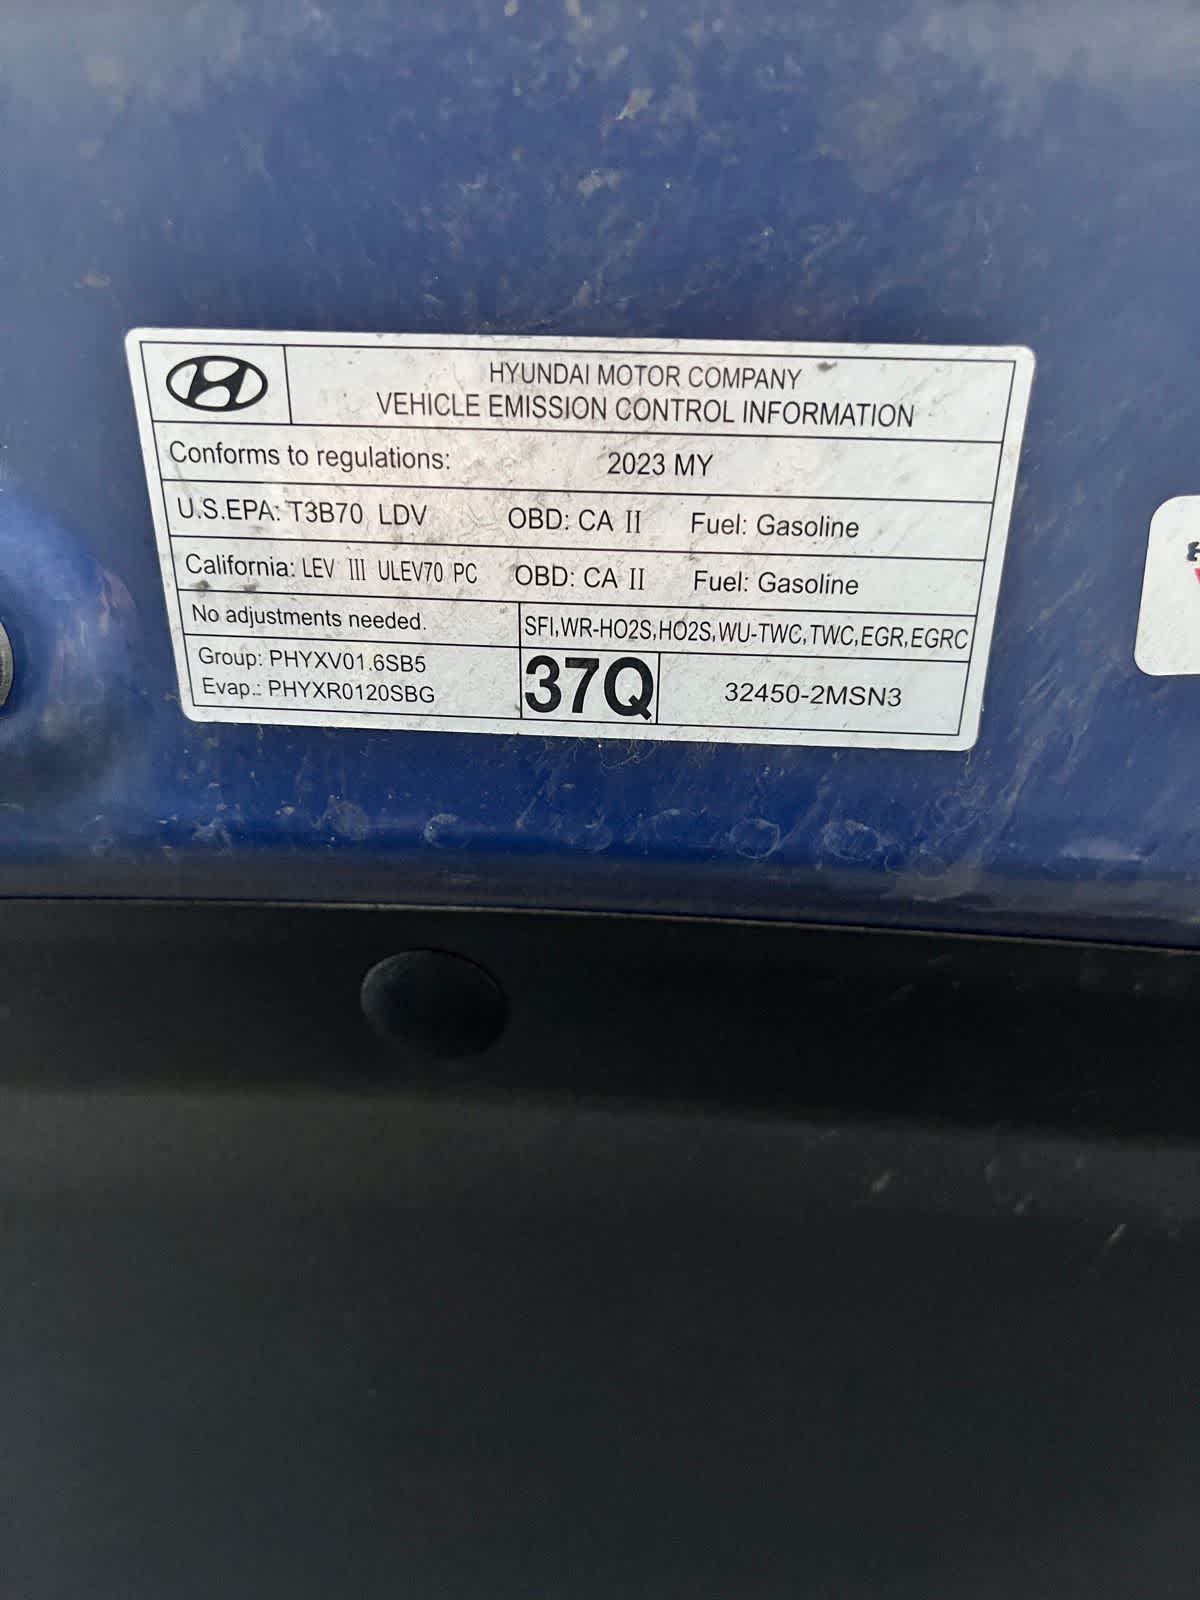 HYUNDAI MOTOR COMPANY
VEHICLE EMISSION CONTROL INFORMATION
Conforms to regulations: 2023 MY
U.S.EPA: T3B70 LDV OBD: CA II Fuel: Gasoline
California: LEV III ULEV70 PC OBD: CA II Fuel: Gasoline
No adjustments needed. SFI,WR-HO2S,HO2S,WU-TWC,TWC,EGR,EGRC
Group: PHYXV01.6SB5
Evap.: PHYXR0120SBG
37Q
32450-2MSN3